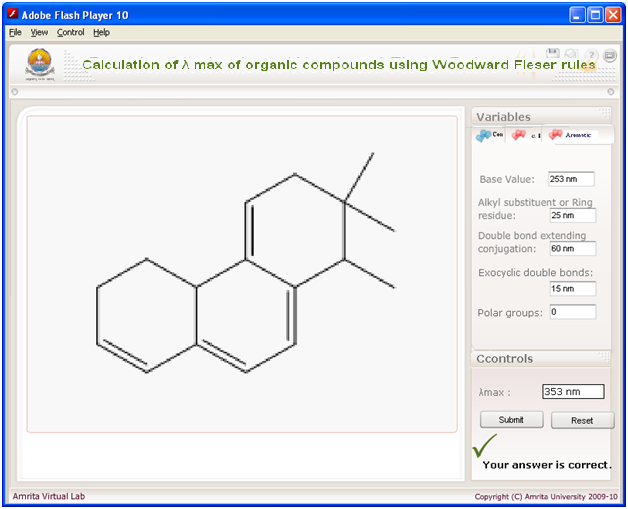 Adobe Flash Player 10
File View Control Help
Calculation of λ max of organic compounds using Woodward Fieser rules
Variables
Con c. E Aromatic
Base Value: 253 nm
Alkyl substituent or Ring
residue: 25 nm
Double bond extending
conjugation: 60 nm
Exocyclic double bonds:
15 nm
Polar groups: 0
Ccontrols
λmax : 353 nm
Submit Reset
Your answer is correct.
Amrita Virtual Lab Copyright (C) Amrita University 2009-10